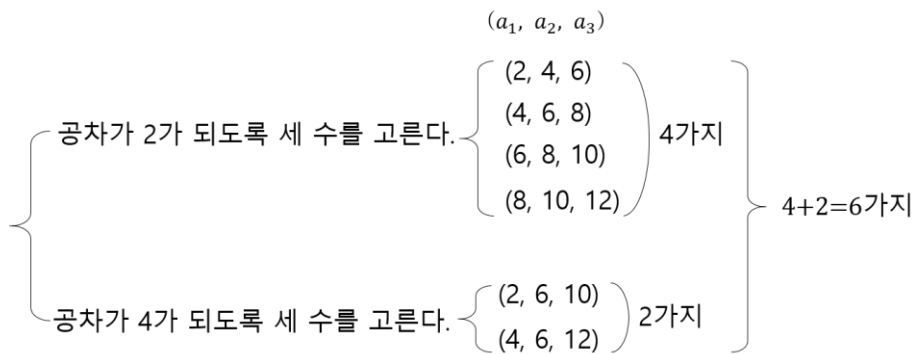 (a₁, a₂, a₃)
공차가 2가 되도록 세 수를 고른다.
(2, 4, 6)
(4, 6, 8)
(6, 8, 10)
(8, 10, 12)
4가지
공차가 4가 되도록 세 수를 고른다.
(2, 6, 10)
(4, 6, 12)
2가지
4+2=6가지